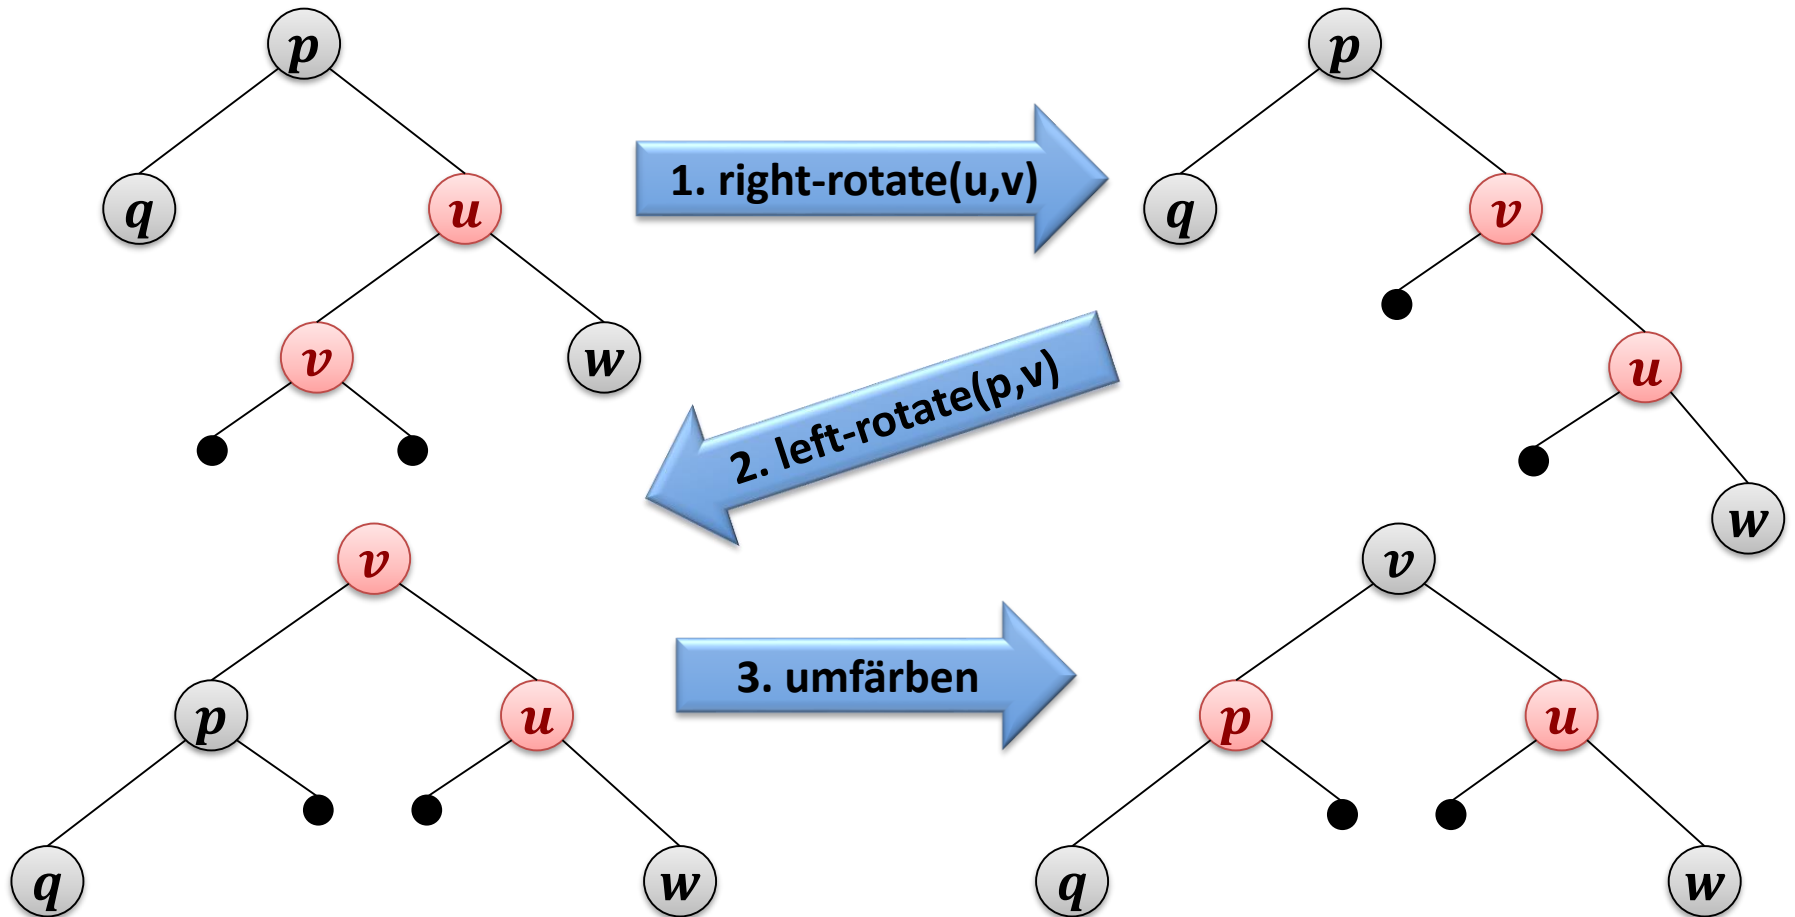 p
q
u
v
w
1. right-rotate(u,v)
p
q
v
u
w
2. left-rotate(p,v)
v
p
u
q
w
3. umfärben
v
p
u
q
w